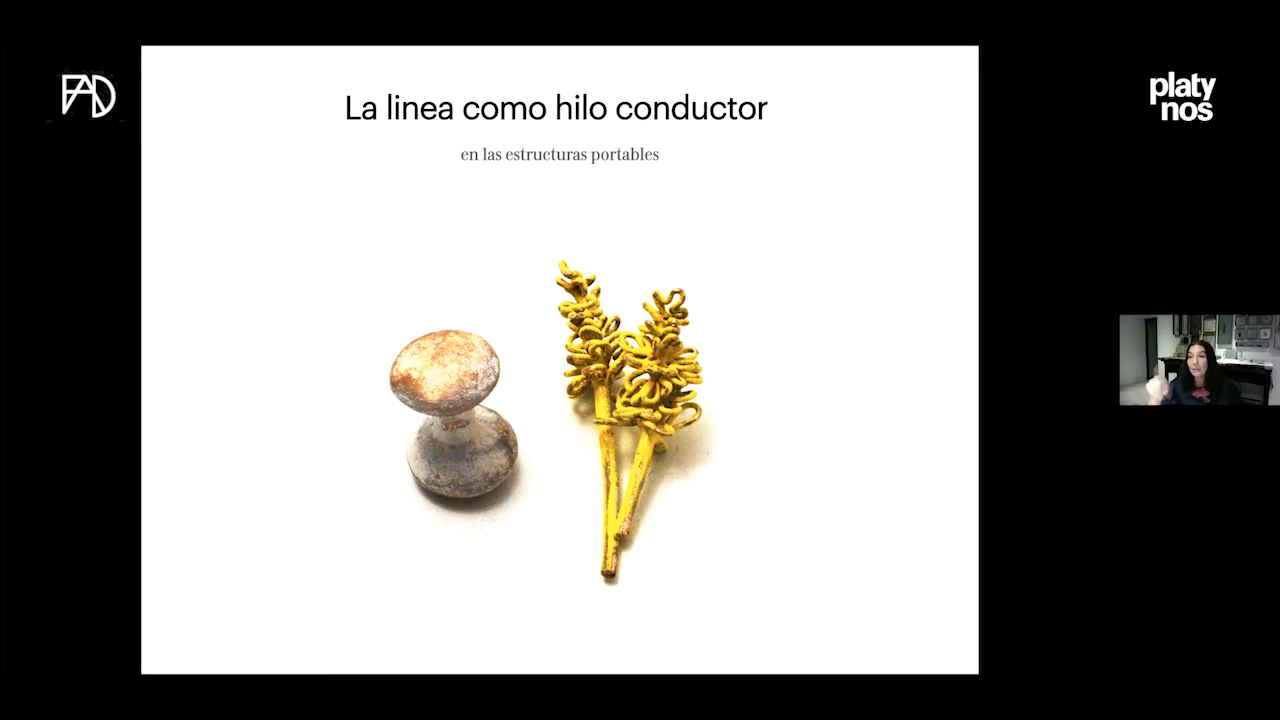 FAD
La linea como hilo conductor
en las estructuras portables
platy
nos